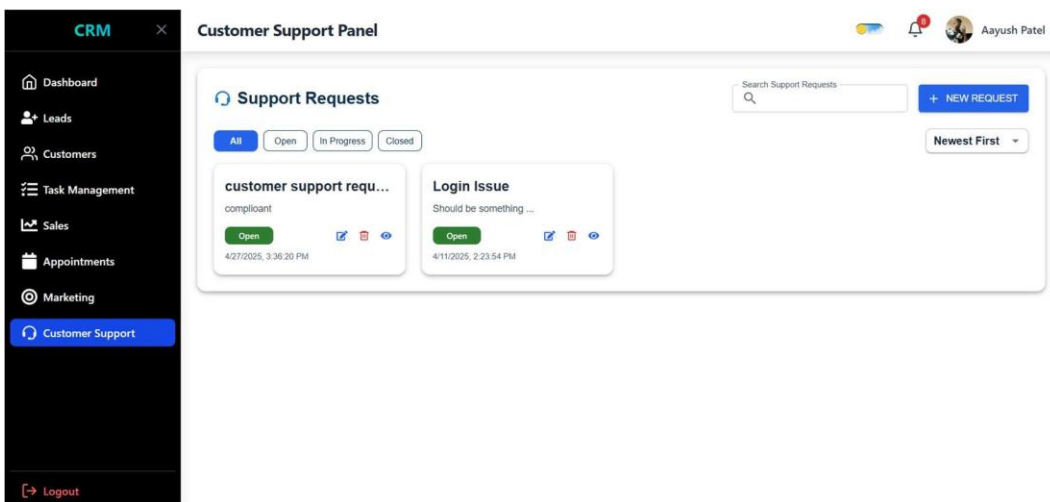 CRM
Customer Support Panel
8
Aayush Patel
Dashboard
Leads
Customers
Task Management
Sales
Appointments
Marketing
Customer Support
Logout
Support Requests
Search Support Requests
+ NEW REQUEST
All
Open
In Progress
Closed
Newest First
customer support requ...
complioant
Open
4/27/2025, 3:36:20 PM
Login Issue
Should be something ...
Open
4/11/2025, 2:23:54 PM